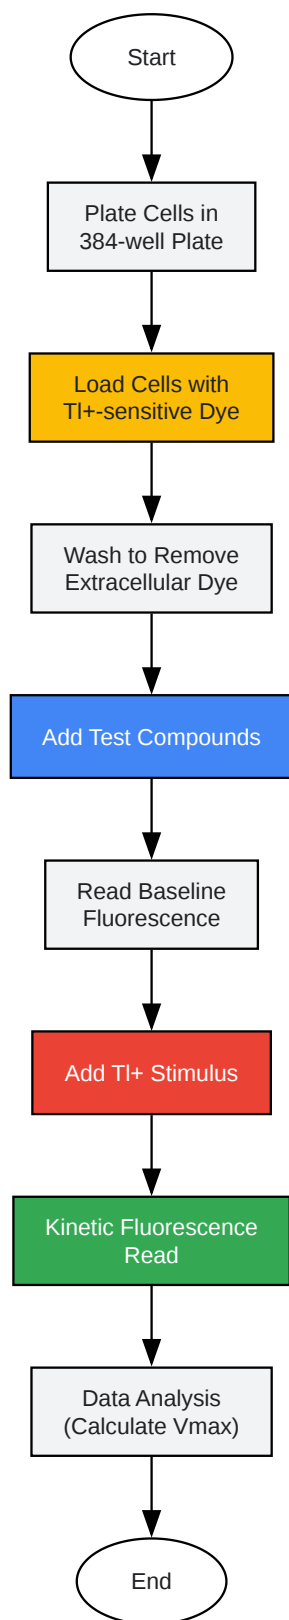 Start
Plate Cells in
384-well Plate
Load Cells with
Tl+-sensitive Dye
Wash to Remove
Extracellular Dye
Add Test Compounds
Read Baseline
Fluorescence
Add Tl+ Stimulus
Kinetic Fluorescence
Read
Data Analysis
(Calculate Vmax)
End